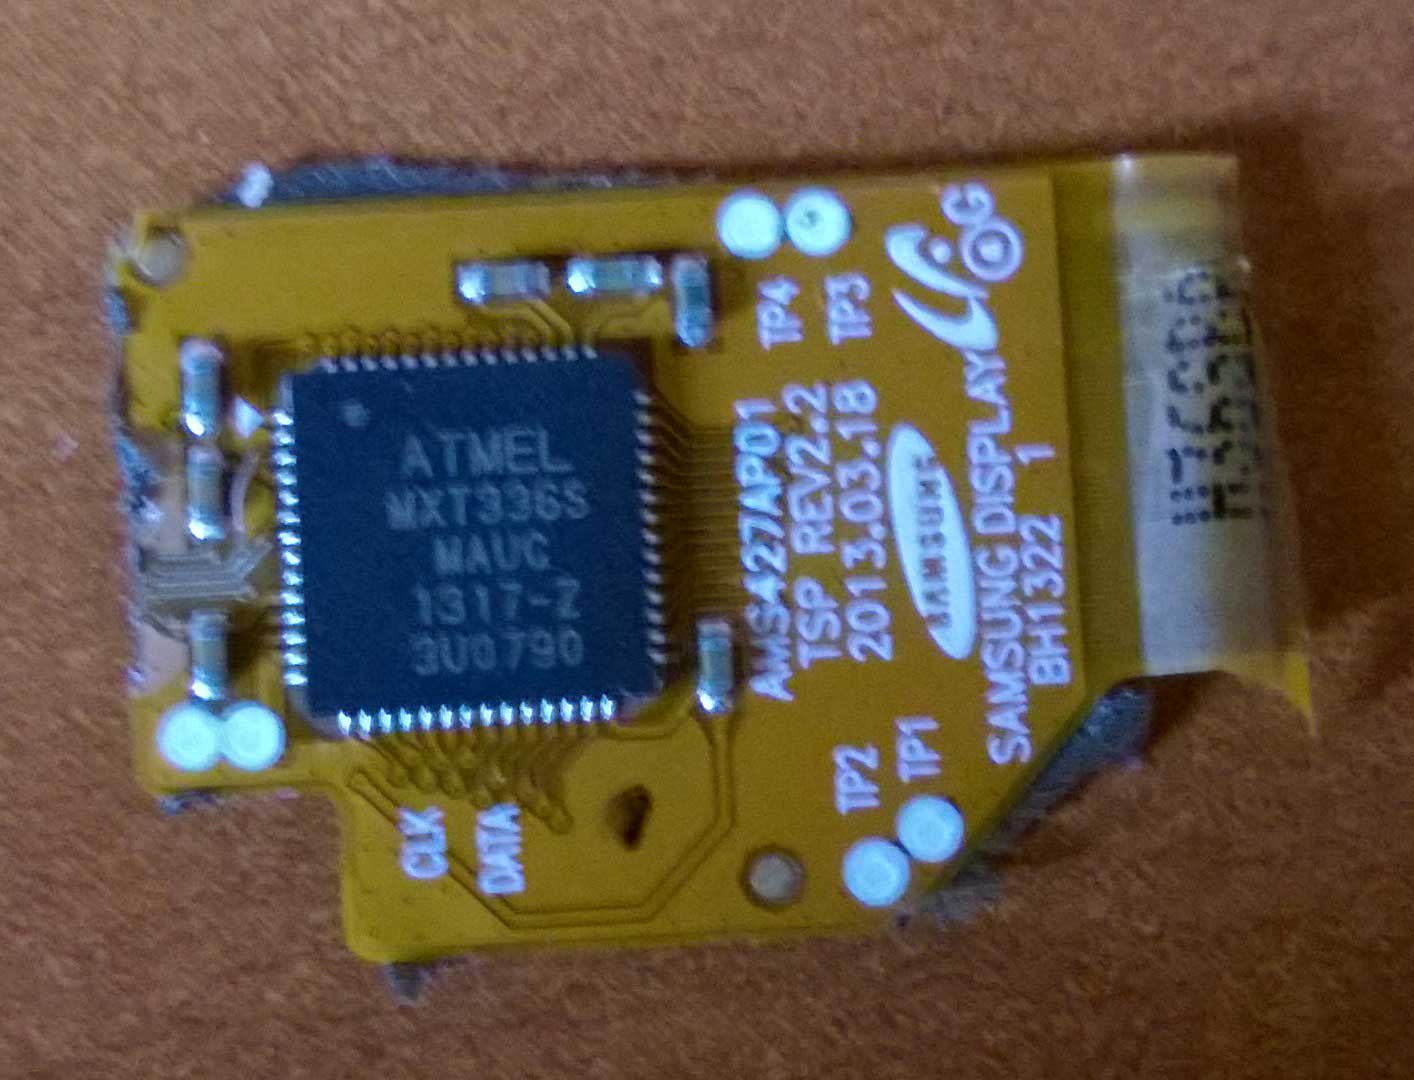 ATMEL
MXT336S
MAUC
1S17-Z
3U0790
CLK
DATA
TP4
TP3
AMS427AP01
TSP REV2.2
2013.03.18
SAMSUNG
SAMSUNG DISPLAY
BH1322 1
TP2
TP1